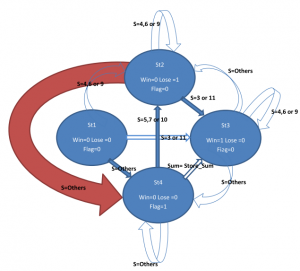 S=4,6 or 9
St2
Win=0 Lose =1
Flag=0
S=Others
S=4,6 or 9
S=3 or 11
S=4,6 or 9
S=5,7 or 10
St1
Win=0 Lose =0
Flag=0
St3
Win=1 Lose =0
Flag=0
S=3 or 11
Sum= Store_Sum
S=Others
S=Others
St4
Win=0 Lose =0
Flag=1
S=Others
S=Others